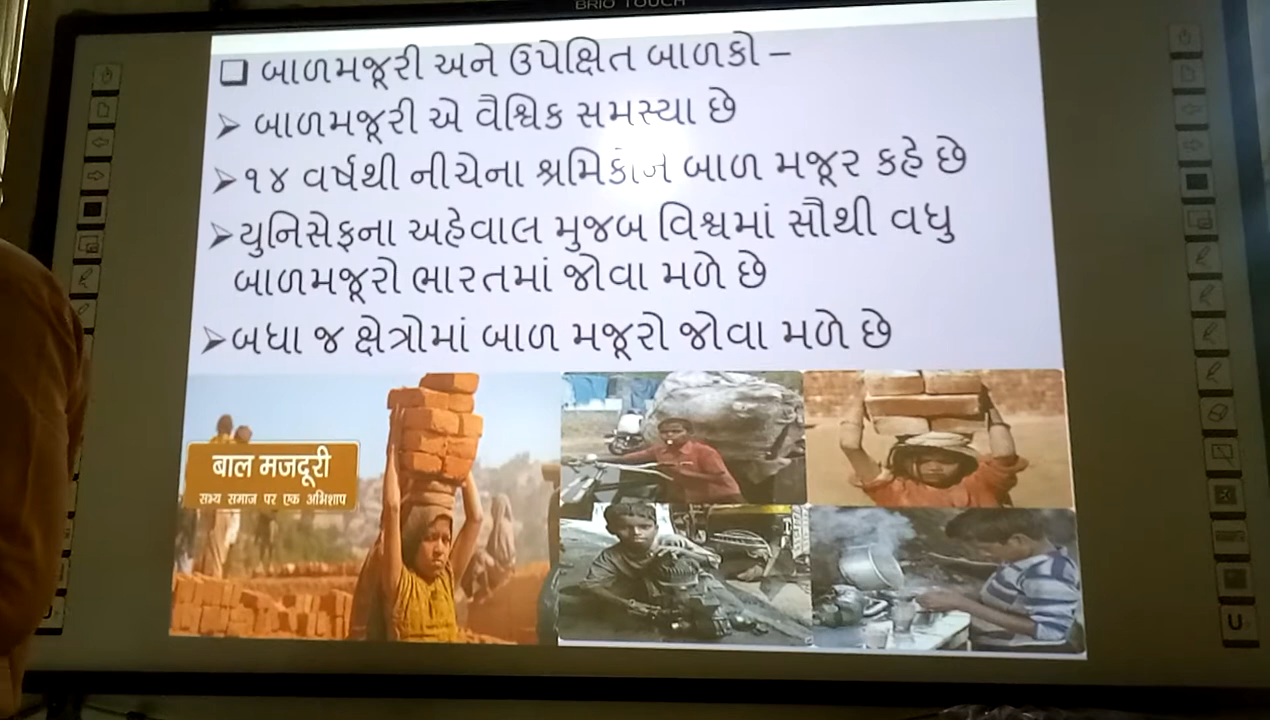 BRIO TOUCH
❑ બાળમજૂરી અને ઉપેક્ષિત બાળકો –
➢ બાળમજૂરી એ વૈશ્વિક સમસ્યા છે
➢ ૧૪ વર્ષથી નીચેના શ્રમિકોન બાળ મજૂર કહે છે
➢ યુનિસેફના અહેવાલ મુજબ વિશ્વમાં સૌથી વધુ
બાળમજૂરો ભારતમાં જોવા મળે છે
➢ બધા જ ક્ષેત્રોમાં બાળ મજૂરો જોવા મળે છે
बाल मजदूरी
सभ्य समाज पर एक अभिशाप